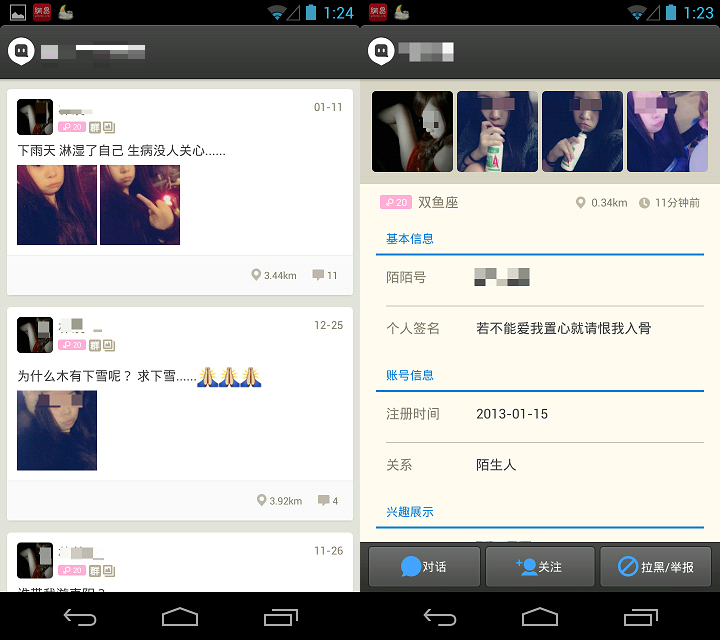 1:24
01-11
20 群
下雨天 淋湿了自己 生病没人关心......
3.44km 11
12-25
20 群
为什么木有下雪呢？ 求下雪......🙏🙏🙏
3.92km 4
11-26
20 群
1:23
20 双鱼座 0.34km 11分钟前
基本信息
陌陌号
个人签名 若不能爱我置心就请恨我入骨
账号信息
注册时间 2013-01-15
关系 陌生人
兴趣展示
对话 +关注 拉黑/举报